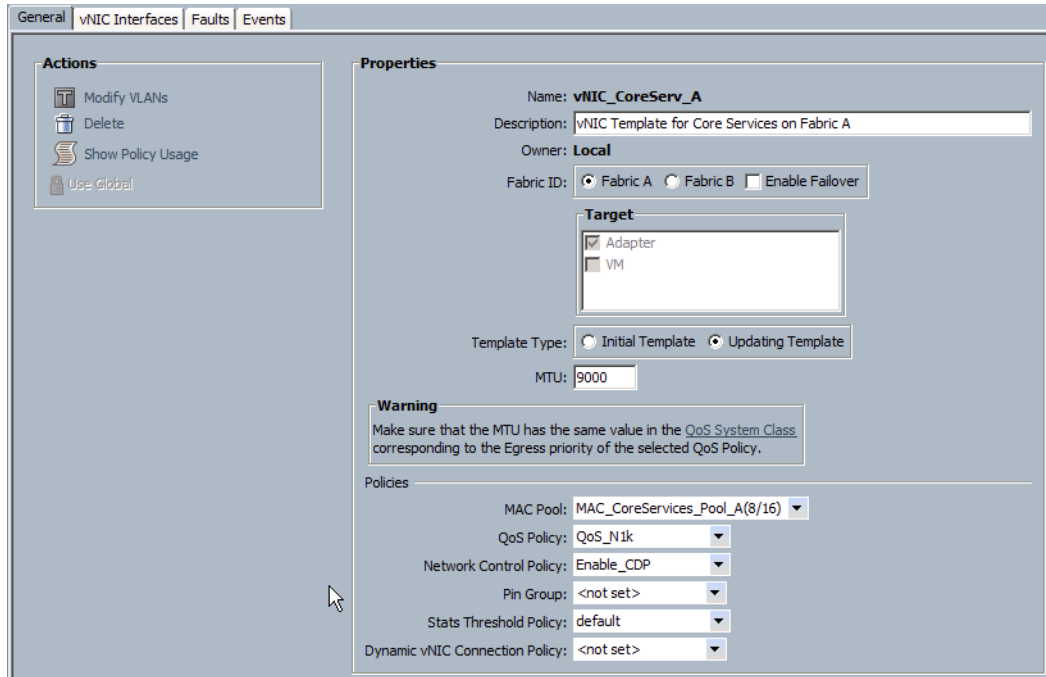 General vNIC Interfaces Faults Events
Actions
Modify VLANs
Delete
Show Policy Usage
Use Global
Properties
Name: vNIC_CoreServ_A
Description: vNIC Template for Core Services on Fabric A
Owner: Local
Fabric ID: Fabric A Fabric B Enable Failover
Target
Adapter
VM
Template Type: Initial Template Updating Template
MTU: 9000
Warning
Make sure that the MTU has the same value in the QoS System Class
corresponding to the Egress priority of the selected QoS Policy.
Policies
MAC Pool: MAC_CoreServices_Pool_A(8/16)
QoS Policy: QoS_N1k
Network Control Policy: Enable_CDP
Pin Group: <not set>
Stats Threshold Policy: default
Dynamic vNIC Connection Policy: <not set>